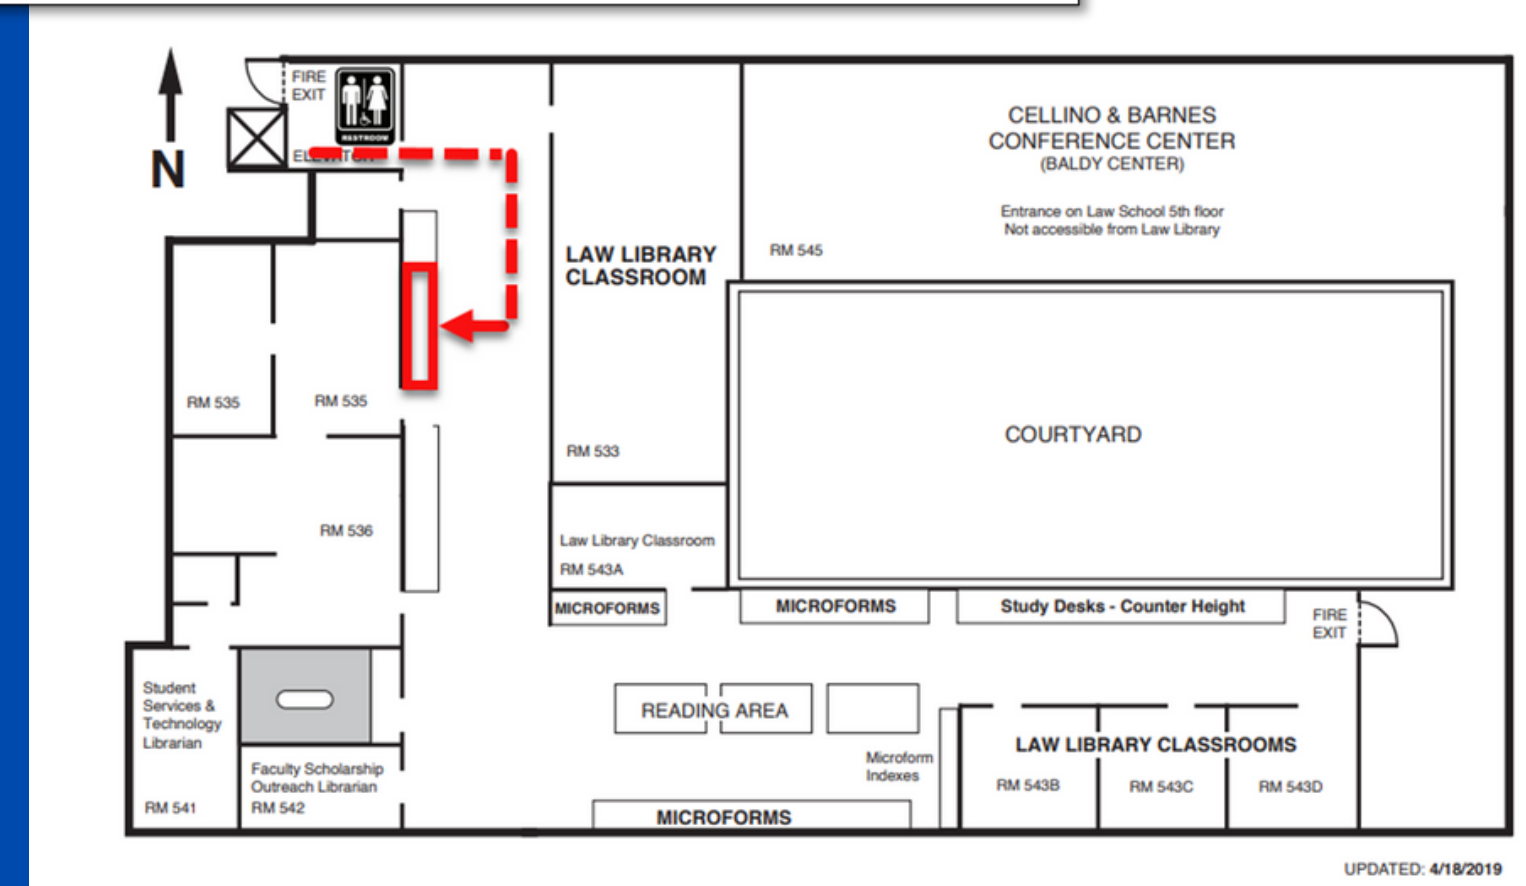 FIRE
EXIT
RESTROOM
ELEVATOR
N
CELLINO & BARNES
CONFERENCE CENTER
(BALDY CENTER)
Entrance on Law School 5th floor
Not accessible from Law Library
LAW LIBRARY
CLASSROOM
RM 545
RM 535
RM 535
COURTYARD
RM 533
RM 536
Law Library Classroom
RM 543A
MICROFORMS
MICROFORMS
Study Desks - Counter Height
FIRE
EXIT
Student
Services &
Technology
Librarian
RM 541
READING AREA
Faculty Scholarship
Outreach Librarian
RM 542
Microform
Indexes
LAW LIBRARY CLASSROOMS
RM 543B
RM 543C
RM 543D
MICROFORMS
UPDATED: 4/18/2019